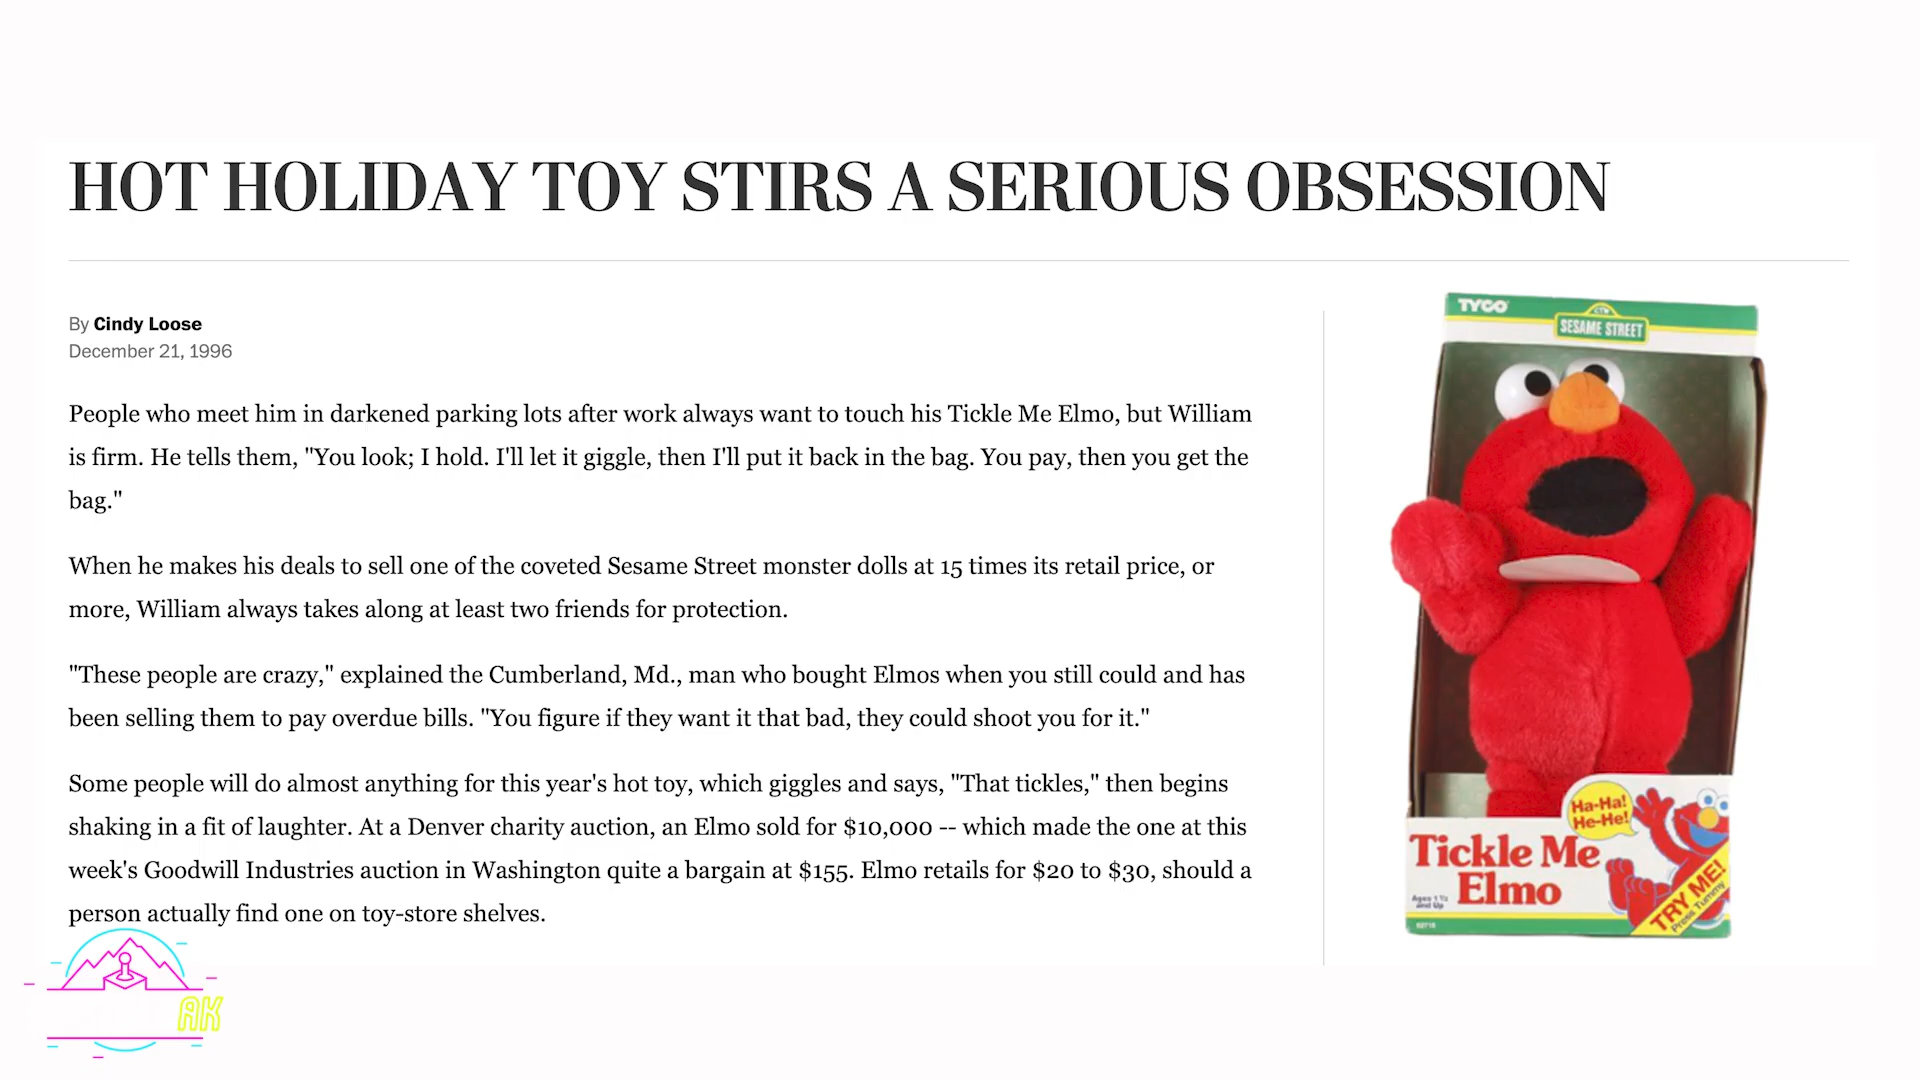 HOT HOLIDAY TOY STIRS A SERIOUS OBSESSION
By Cindy Loose
December 21, 1996
People who meet him in darkened parking lots after work always want to touch his Tickle Me Elmo, but William
is firm. He tells them, "You look; I hold. I'll let it giggle, then I'll put it back in the bag. You pay, then you get the
bag."
When he makes his deals to sell one of the coveted Sesame Street monster dolls at 15 times its retail price, or
more, William always takes along at least two friends for protection.
"These people are crazy," explained the Cumberland, Md., man who bought Elmos when you still could and has
been selling them to pay overdue bills. "You figure if they want it that bad, they could shoot you for it."
Some people will do almost anything for this year's hot toy, which giggles and says, "That tickles," then begins
shaking in a fit of laughter. At a Denver charity auction, an Elmo sold for $10,000 -- which made the one at this
week's Goodwill Industries auction in Washington quite a bargain at $155. Elmo retails for $20 to $30, should a
person actually find one on toy-store shelves.
TYCO
CTW
SESAME STREET
Ha-Ha!
He-He!
Tickle Me
Elmo
Ages 1 ½
and Up
TRY ME!
Press Tummy
AK